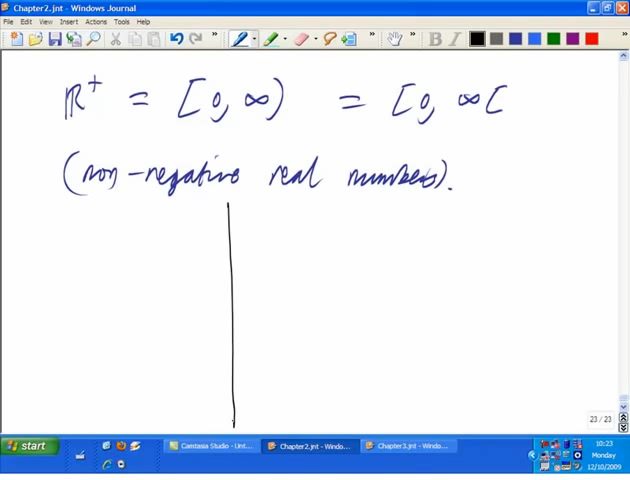 Chapter2.jnt - Windows Journal
File Edit View Insert Actions Tools Help
B I U
ℝ⁺ = [0, ∞) = [0, ∞[
(non-negative real numbers).
23 / 23
start
Camtasia Studio - Unt...
Chapter2.jnt - Windo...
Chapter3.jnt - Windo...
10:23
Monday
12/10/2009